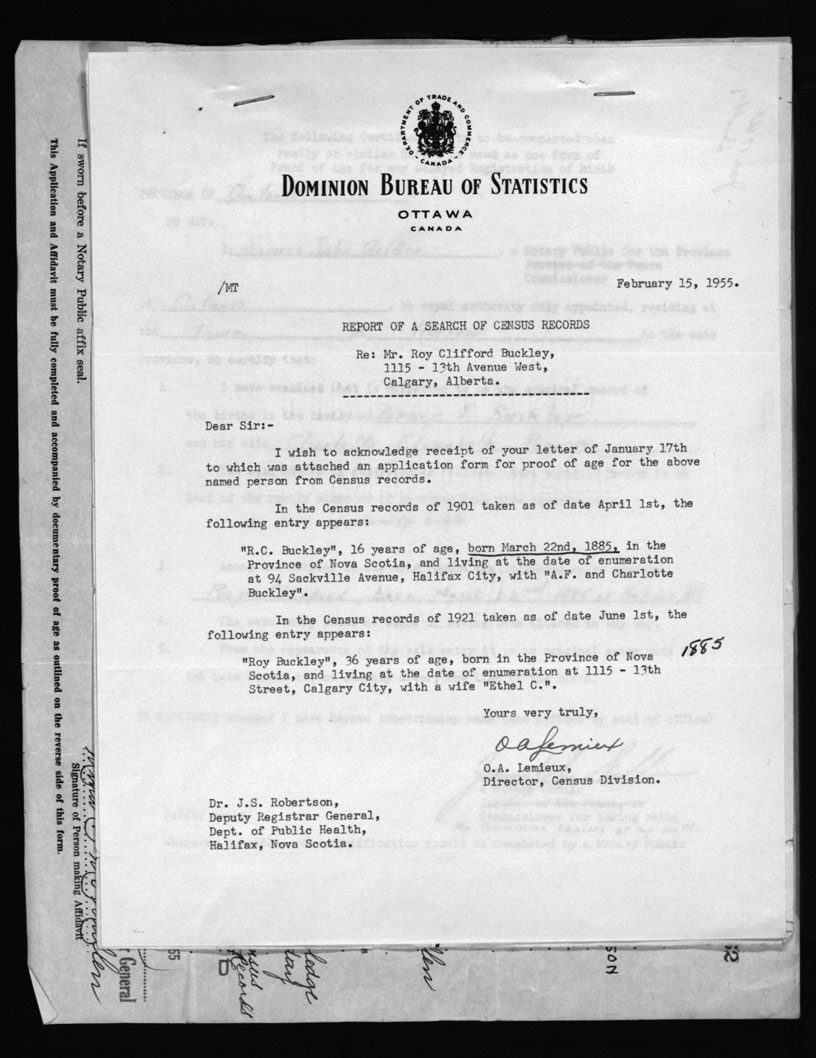 DEPARTMENT OF TRADE AND COMMERCE
- CANADA -
DOMINION BUREAU OF STATISTICS
OTTAWA
CANADA
/MT
February 15, 1955.
REPORT OF A SEARCH OF CENSUS RECORDS
Re: Mr. Roy Clifford Buckley,
1115 - 13th Avenue West,
Calgary, Alberta.
Dear Sir:-
I wish to acknowledge receipt of your letter of January 17th
to which was attached an application form for proof of age for the above
named person from Census records.
In the Census records of 1901 taken as of date April 1st, the
following entry appears:
"R.C. Buckley", 16 years of age, born March 22nd, 1885, in the
Province of Nova Scotia, and living at the date of enumeration
at 94 Sackville Avenue, Halifax City, with "A.F. and Charlotte
Buckley".
In the Census records of 1921 taken as of date June 1st, the
following entry appears:
1885
"Roy Buckley", 36 years of age, born in the Province of Nova
Scotia, and living at the date of enumeration at 1115 - 13th
Street, Calgary City, with a wife "Ethel C.".
Yours very truly,
O A Lemieux
O.A. Lemieux,
Director, Census Division.
Dr. J.S. Robertson,
Deputy Registrar General,
Dept. of Public Health,
Halifax, Nova Scotia.
If sworn before a Notary Public affix seal.
This Application and Affidavit must be fully completed and accompanied by documentary proof of age as outlined on the reverse side of this form.
Signature of Person making Affidavit
General
55
Records
SON